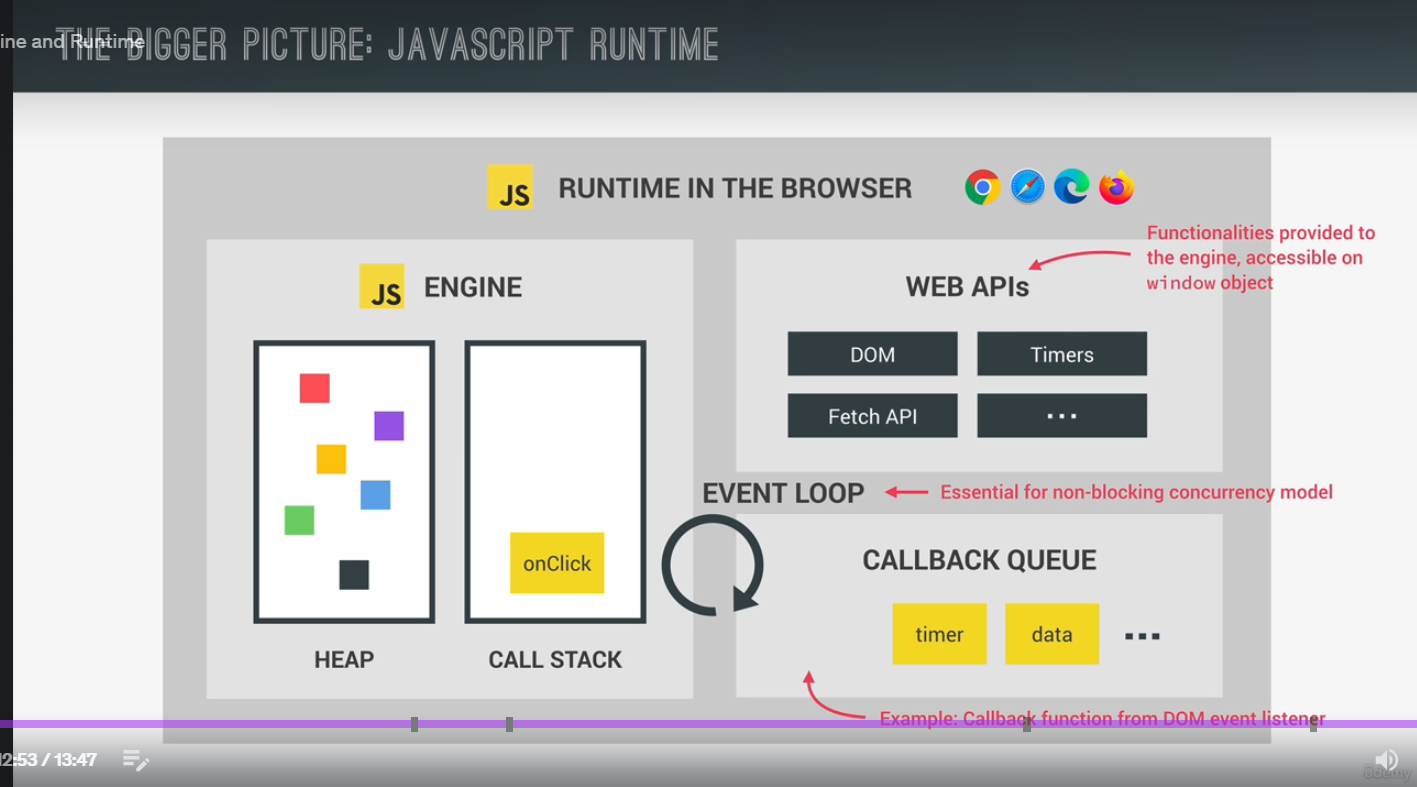 ine and Runtime
THE BIGGER PICTURE: JAVASCRIPT RUNTIME
JS RUNTIME IN THE BROWSER
Functionalities provided to
the engine, accessible on
window object
JS ENGINE
WEB APIs
DOM
Timers
Fetch API
...
EVENT LOOP
Essential for non-blocking concurrency model
onClick
CALLBACK QUEUE
timer
data
...
HEAP
CALL STACK
Example: Callback function from DOM event listener
12:53 / 13:47
ûdemy